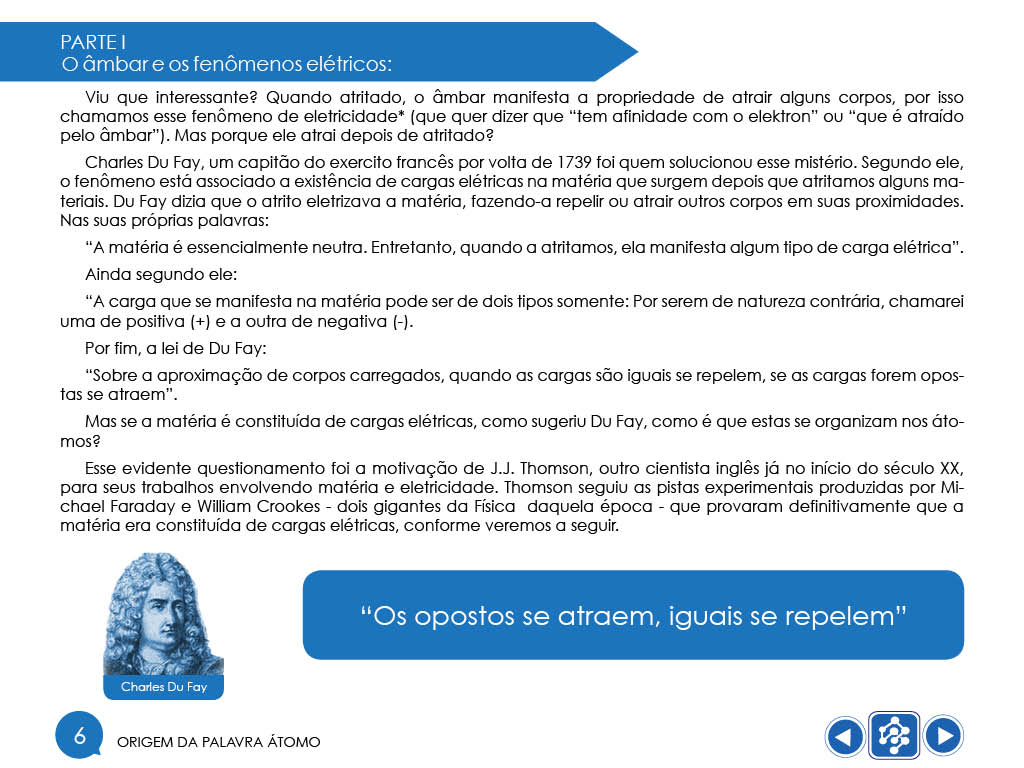 PARTE I
O âmbar e os fenômenos elétricos:
Viu que interessante? Quando atritado, o âmbar manifesta a propriedade de atrair alguns corpos, por isso
chamamos esse fenômeno de eletricidade* (que quer dizer que “tem afinidade com o elektron” ou “que é atraído
pelo âmbar”). Mas porque ele atrai depois de atritado?
Charles Du Fay, um capitão do exercito francês por volta de 1739 foi quem solucionou esse mistério. Segundo ele,
o fenômeno está associado a existência de cargas elétricas na matéria que surgem depois que atritamos alguns ma-
teriais. Du Fay dizia que o atrito eletrizava a matéria, fazendo-a repelir ou atrair outros corpos em suas proximidades.
Nas suas próprias palavras:
“A matéria é essencialmente neutra. Entretanto, quando a atritamos, ela manifesta algum tipo de carga elétrica”.
Ainda segundo ele:
“A carga que se manifesta na matéria pode ser de dois tipos somente: Por serem de natureza contrária, chamarei
uma de positiva (+) e a outra de negativa (-).
Por fim, a lei de Du Fay:
“Sobre a aproximação de corpos carregados, quando as cargas são iguais se repelem, se as cargas forem opos-
tas se atraem”.
Mas se a matéria é constituída de cargas elétricas, como sugeriu Du Fay, como é que estas se organizam nos áto-
mos?
Esse evidente questionamento foi a motivação de J.J. Thomson, outro cientista inglês já no início do século XX,
para seus trabalhos envolvendo matéria e eletricidade. Thomson seguiu as pistas experimentais produzidas por Mi-
chael Faraday e William Crookes - dois gigantes da Física daquela época - que provaram definitivamente que a
matéria era constituída de cargas elétricas, conforme veremos a seguir.
“Os opostos se atraem, iguais se repelem”
Charles Du Fay
6
ORIGEM DA PALAVRA ÁTOMO